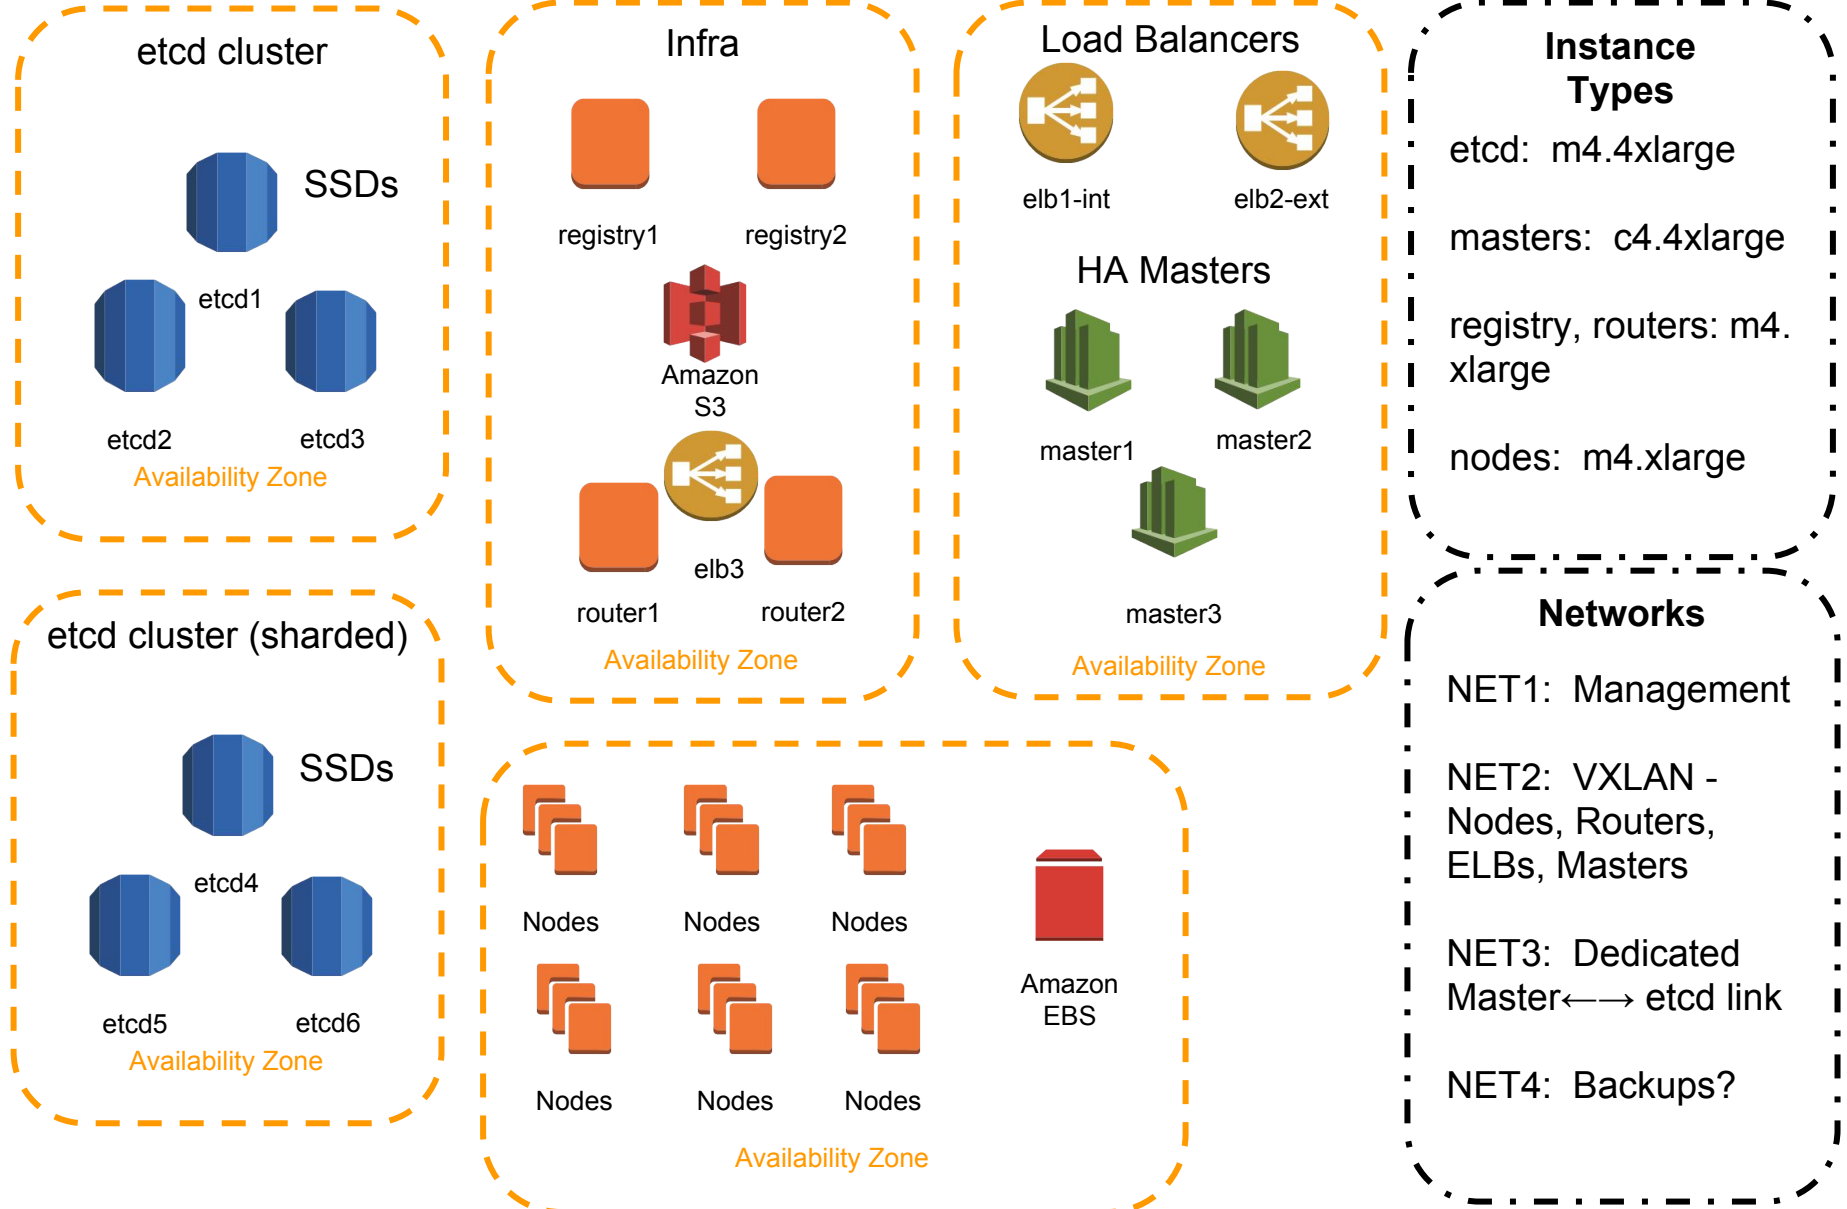 etcd cluster
SSDs
etcd1
etcd2
etcd3
Availability Zone
etcd cluster (sharded)
SSDs
etcd4
etcd5
etcd6
Availability Zone
Infra
registry1
registry2
Amazon
S3
elb3
router1
router2
Availability Zone
Load Balancers
elb1-int
elb2-ext
HA Masters
master1
master2
master3
Availability Zone
Nodes
Nodes
Nodes
Amazon
EBS
Nodes
Nodes
Nodes
Availability Zone
Instance
Types
etcd: m4.4xlarge
masters: c4.4xlarge
registry, routers: m4.
xlarge
nodes: m4.xlarge
Networks
NET1: Management
NET2: VXLAN -
Nodes, Routers,
ELBs, Masters
NET3: Dedicated
Master←→ etcd link
NET4: Backups?